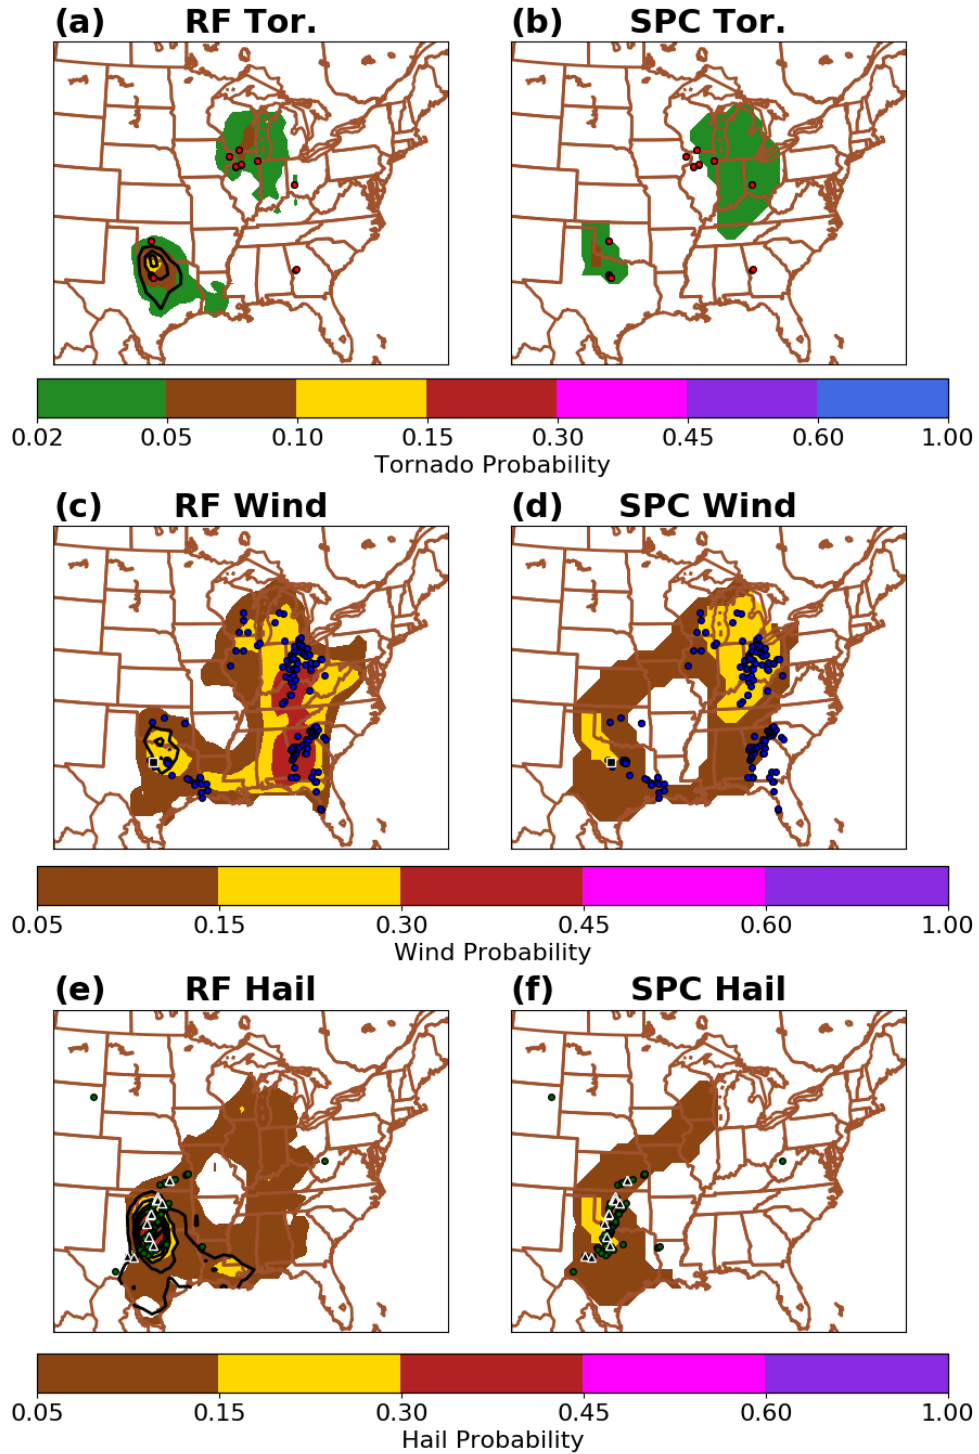 (a) RF Tor.
(b) SPC Tor.
0.02 0.05 0.10 0.15 0.30 0.45 0.60 1.00
Tornado Probability
(c) RF Wind
(d) SPC Wind
0.05 0.15 0.30 0.45 0.60 1.00
Wind Probability
(e) RF Hail
(f) SPC Hail
0.05 0.15 0.30 0.45 0.60 1.00
Hail Probability